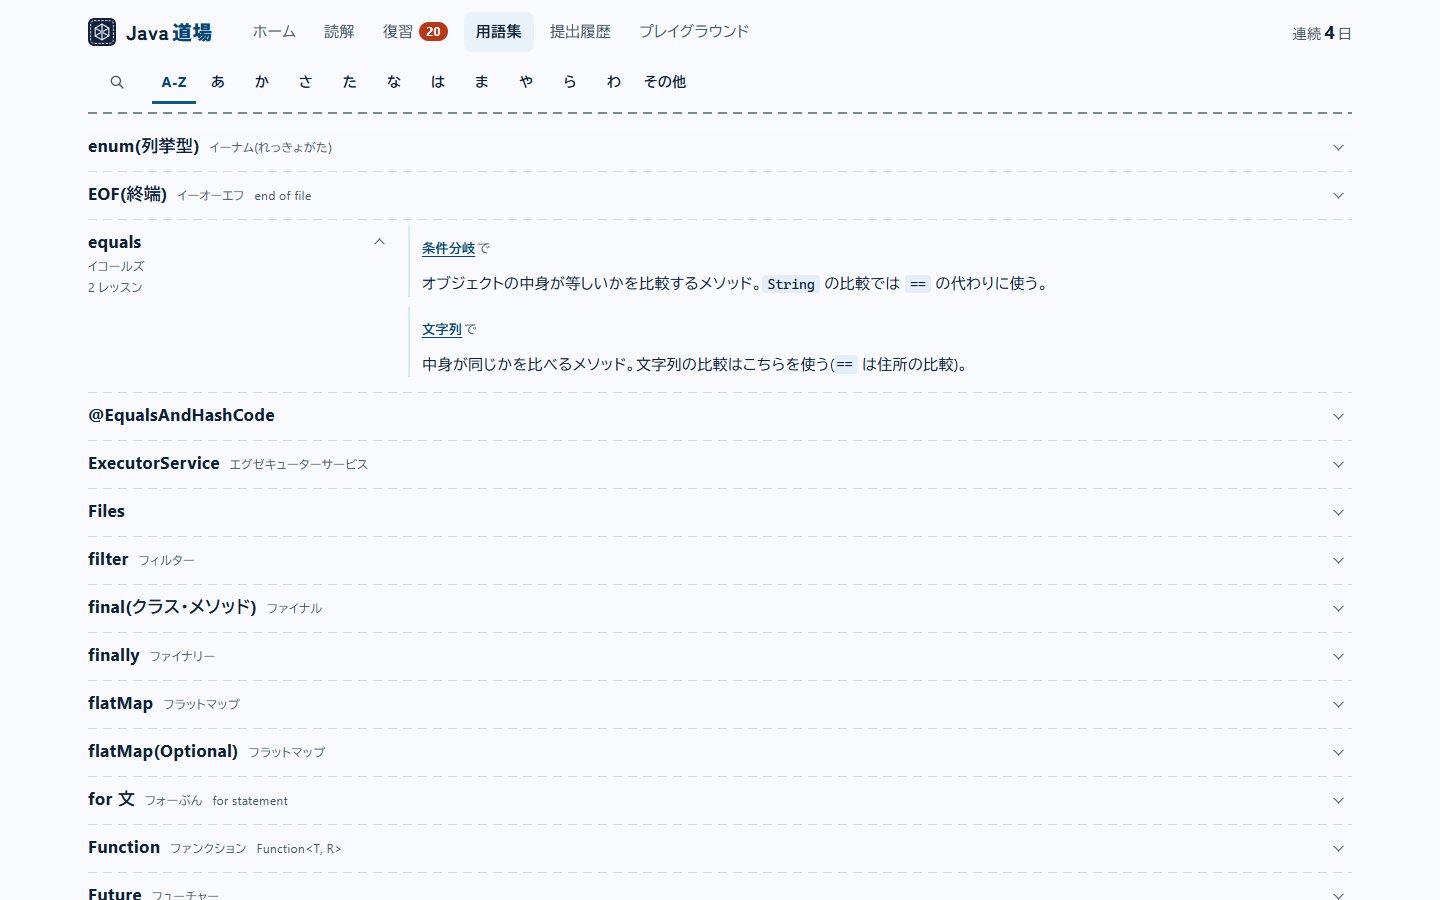 Java 道場 ホーム 読解 復習 20 用語集 提出履歴 プレイグラウンド 連続 4 日
A-Z あ か さ た な は ま や ら わ その他
enum(列挙型) イーナム(れっきょがた)
EOF(終端) イーオーエフ end of file
equals
イコールズ
2 レッスン
条件分岐で
オブジェクトの中身が等しいかを比較するメソッド。String の比較では == の代わりに使う。
文字列で
中身が同じかを比べるメソッド。文字列の比較はこちらを使う(== は住所の比較)。
@EqualsAndHashCode
ExecutorService エグゼキューターサービス
Files
filter フィルター
final(クラス・メソッド) ファイナル
finally ファイナリー
flatMap フラットマップ
flatMap(Optional) フラットマップ
for 文 フォーぶん for statement
Function ファンクション Function<T, R>
Future フューチャー